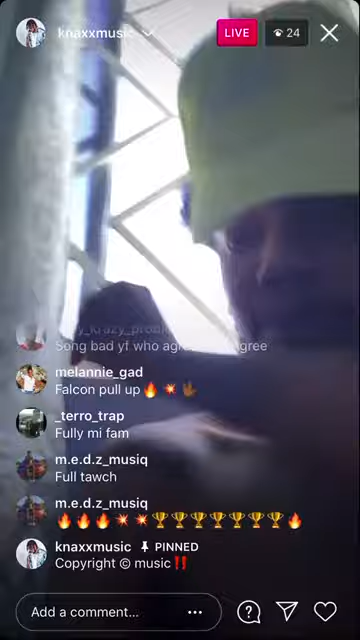 knaxxmusic
LIVE
24
Song bad yf who agree
melannie_gad
Falcon pull up🔥 💥 🤟🏾
_terro_trap
Fully mi fam
m.e.d.z_musiq
Full tawch
m.e.d.z_musiq
🔥🔥🔥💥💥🏆🏆🏆🏆🏆🏆🏆🔥
knaxxmusic PINNED
Copyright © music‼️
Add a comment... •••